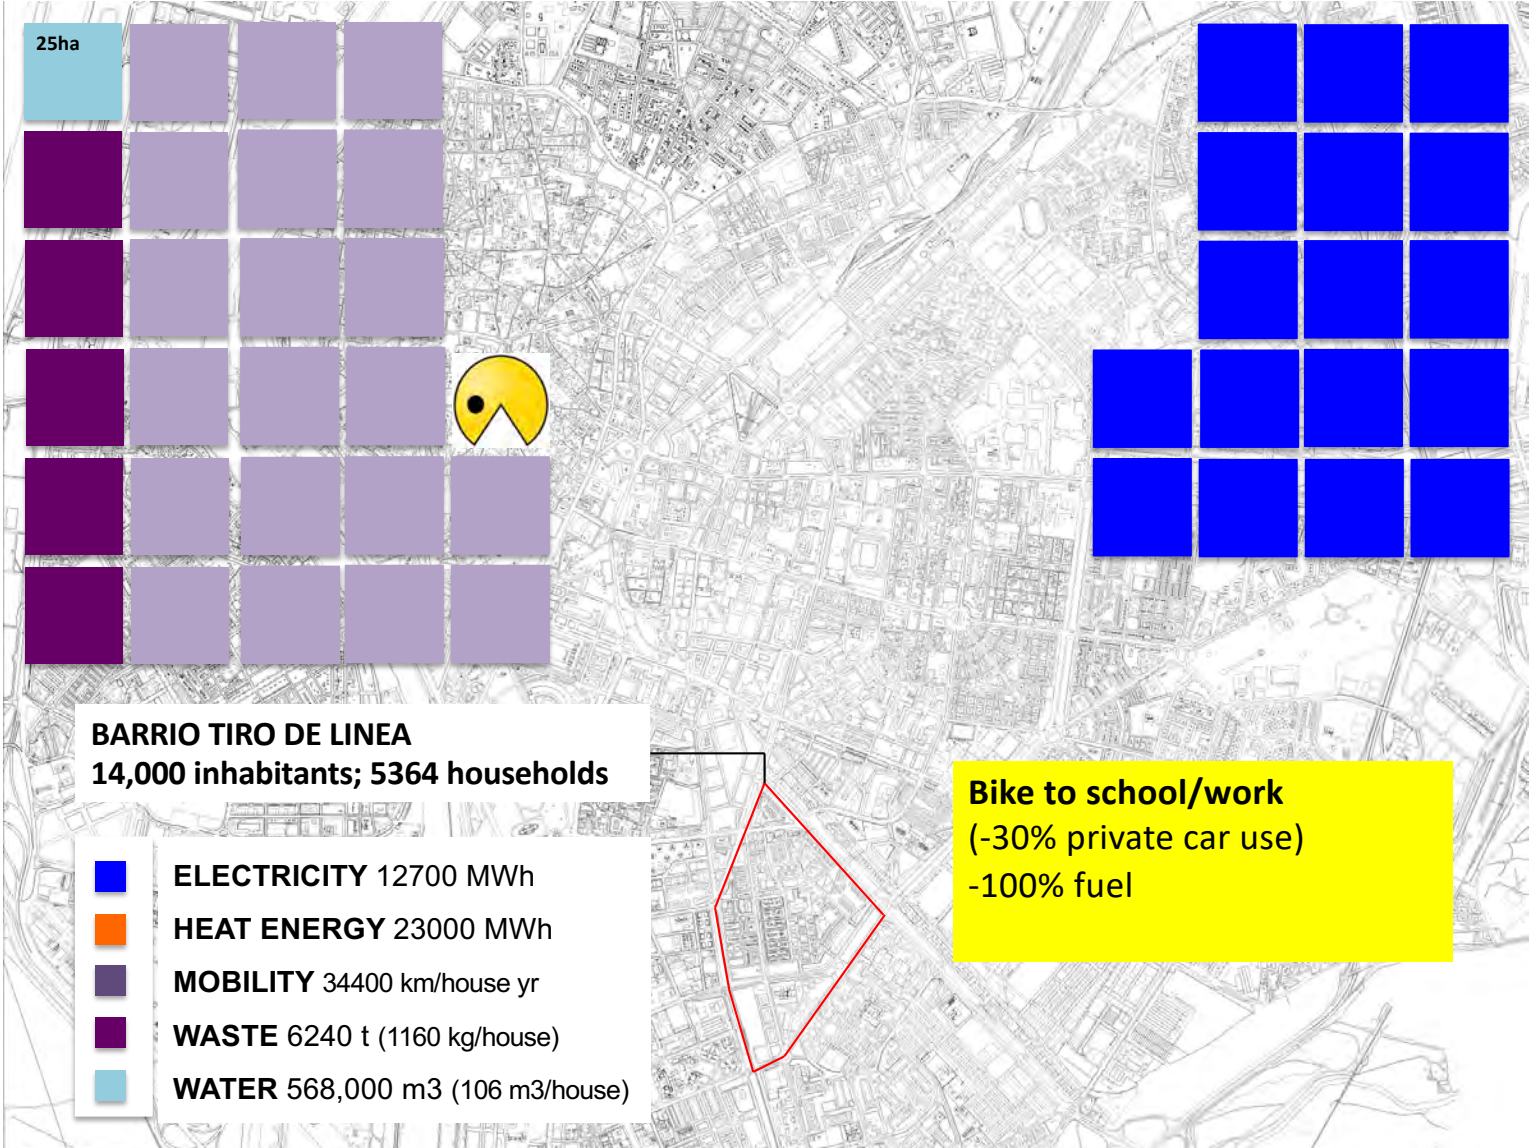 25ha
BARRIO TIRO DE LINEA
14,000 inhabitants; 5364 households
ELECTRICITY 12700 MWh
HEAT ENERGY 23000 MWh
MOBILITY 34400 km/house yr
WASTE 6240 t (1160 kg/house)
WATER 568,000 m3 (106 m3/house)
Bike to school/work
(-30% private car use)
-100% fuel